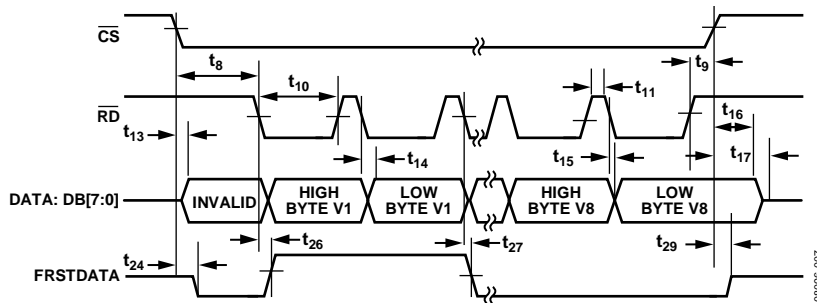 CS
t8
t9
t10
t11
t16
RD
t13
t14
t15
t17
DATA: DB[7:0]
INVALID
HIGH BYTE V1
LOW BYTE V1
HIGH BYTE V8
LOW BYTE V8
t24
t26
t27
t29
FRSTDATA